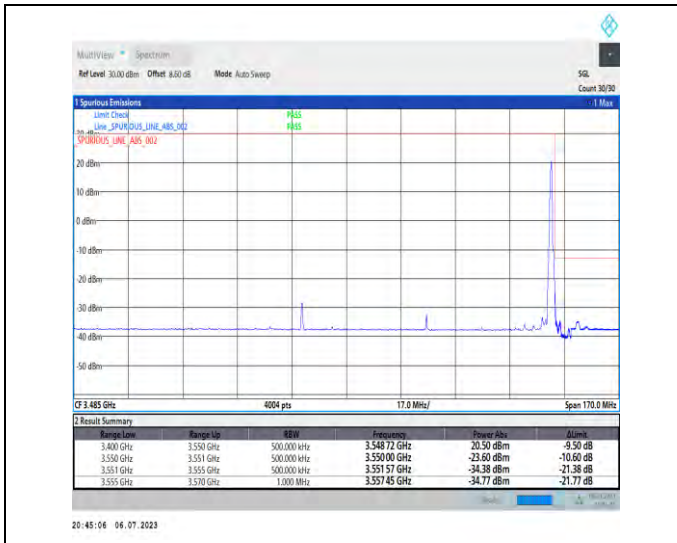 MultiView Spectrum
Ref Level 30.00 dBm Offset 8.60 dB Mode Auto Sweep SGL
Count 30/30
1 Spurious Emissions 1 Max
Limit Check PASS
Line _SPURIOUS_LINE_ABS_002 PASS
_SPURIOUS_LINE_ABS_002
20 dBm
10 dBm
0 dBm
-10 dBm
-20 dBm
-30 dBm
-40 dBm
-50 dBm
CF 3.485 GHz 4004 pts 17.0 MHz/ Span 170.0 MHz
2 Result Summary
Range Low Range Up RBW Frequency Power Abs ΔLimit
3.400 GHz 3.550 GHz 500.000 kHz 3.548 72 GHz 20.50 dBm -9.50 dB
3.550 GHz 3.551 GHz 500.000 kHz 3.550 00 GHz -23.60 dBm -10.60 dB
3.551 GHz 3.555 GHz 500.000 kHz 3.551 57 GHz -34.38 dBm -21.38 dB
3.555 GHz 3.570 GHz 1.000 MHz 3.557 45 GHz -34.77 dBm -21.77 dB
20:45:06 06.07.2023